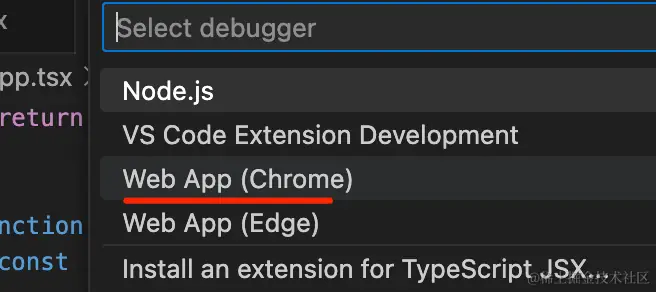 x
Select debugger
pp.tsx
Node.js
return
VS Code Extension Development
Web App (Chrome)
nction
Web App (Edge)
const
Install an extension for TypeScript JSX...
@稀土掘金技术社区